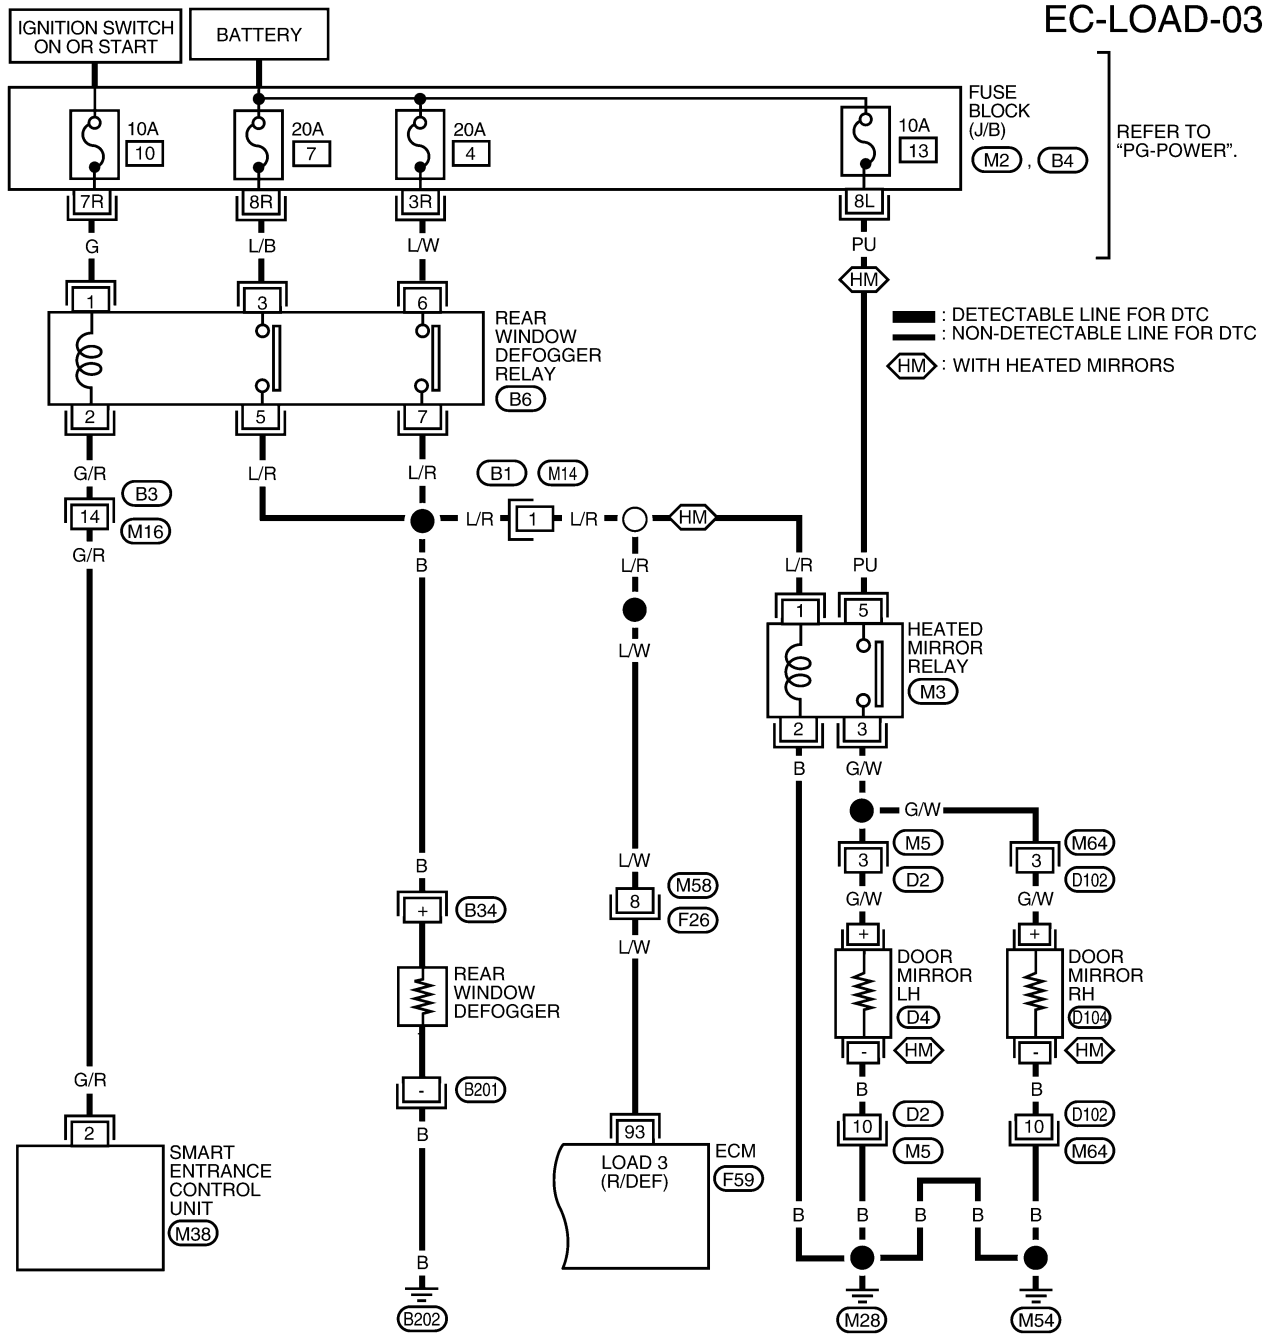 EC-LOAD-03
IGNITION SWITCH
ON OR START
BATTERY
FUSE
BLOCK
(J/B)
M2 , B4
REFER TO
“PG-POWER”.
10A
10
20A
7
20A
4
10A
13
7R
8R
3R
8L
G
L/B
L/W
PU
HM
: DETECTABLE LINE FOR DTC
: NON-DETECTABLE LINE FOR DTC
HM : WITH HEATED MIRRORS
1
3
6
REAR
WINDOW
DEFOGGER
RELAY
B6
2
5
7
G/R
L/R
L/R
B1
M14
B3
14
M16
G/R
L/R
1
L/R
HM
B
L/R
L/R
PU
1
5
HEATED
MIRROR
RELAY
M3
L/W
2
3
B
G/W
G/W
M5
3
D2
M64
3
D102
G/W
G/W
B
L/W
+
B34
8
M58
F26
L/W
+
+
DOOR
MIRROR
LH
D4
HM
DOOR
MIRROR
RH
D104
HM
REAR
WINDOW
DEFOGGER
-
-
G/R
-
B201
B
B
2
B
93
10
D2
M5
10
D102
M64
SMART
ENTRANCE
CONTROL
UNIT
M38
LOAD 3
(R/DEF)
ECM
F59
B
B
B
B
B
B
B202
M28
M54